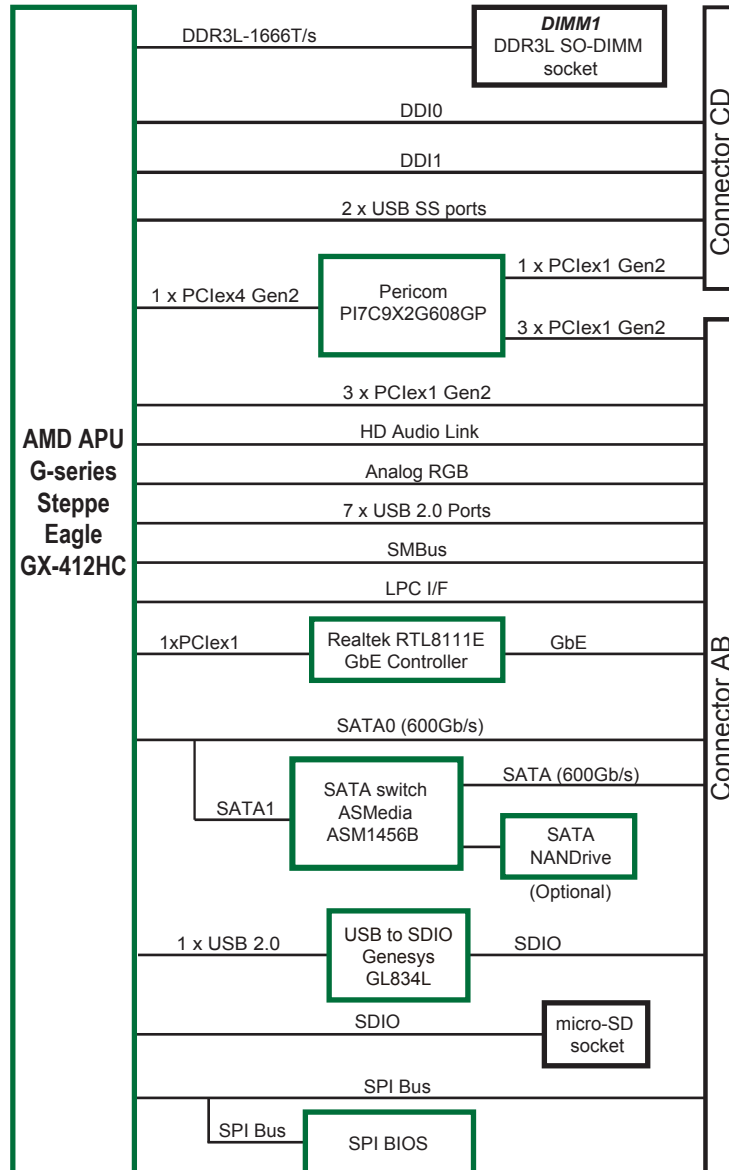 DDR3L-1666T/s
DIMM1
DDR3L SO-DIMM
socket
DDI0
DDI1
2 x USB SS ports
Connector CD
1 x PCIex4 Gen2
Pericom
PI7C9X2G608GP
1 x PCIex1 Gen2
3 x PCIex1 Gen2
3 x PCIex1 Gen2
HD Audio Link
Analog RGB
7 x USB 2.0 Ports
SMBus
LPC I/F
AMD APU
G-series
Steppe
Eagle
GX-412HC
1xPCIex1
Realtek RTL8111E
GbE Controller
GbE
Connector AB
SATA0 (600Gb/s)
SATA1
SATA switch
ASMedia
ASM1456B
SATA (600Gb/s)
SATA
NANDrive
(Optional)
1 x USB 2.0
USB to SDIO
Genesys
GL834L
SDIO
SDIO
micro-SD
socket
SPI Bus
SPI Bus
SPI BIOS